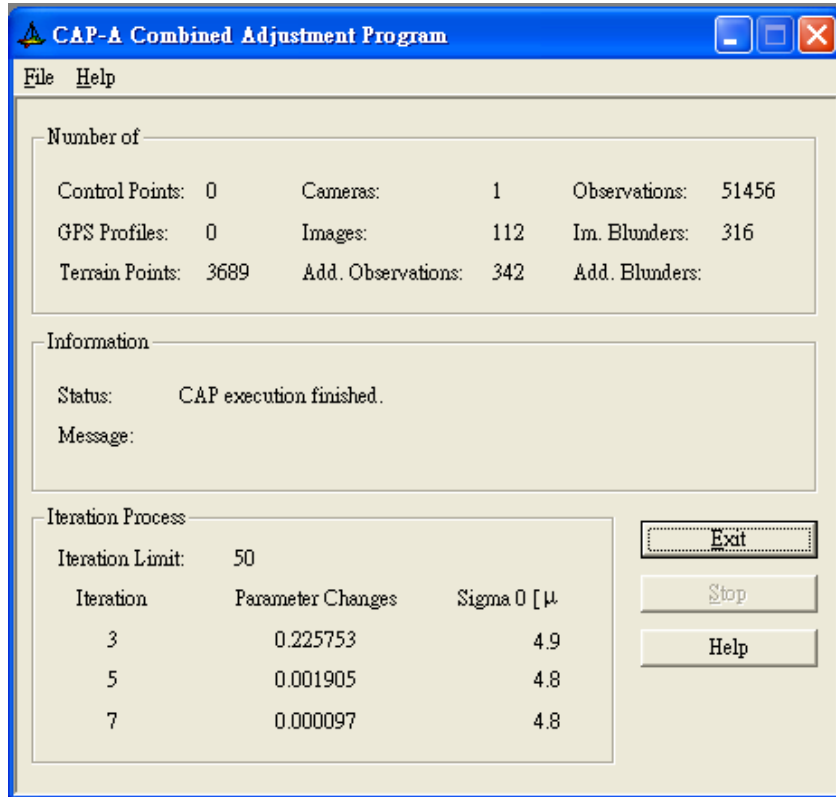 CAP-A Combined Adjustment Program
File Help
Number of
Control Points: 0 Cameras: 1 Observations: 51456
GPS Profiles: 0 Images: 112 Im. Blunders: 316
Terrain Points: 3689 Add. Observations: 342 Add. Blunders:
Information
Status: CAP execution finished.
Message:
Iteration Process
Iteration Limit: 50
Iteration Parameter Changes Sigma 0 [ μ
3 0.225753 4.9
5 0.001905 4.8
7 0.000097 4.8
Exit
Stop
Help